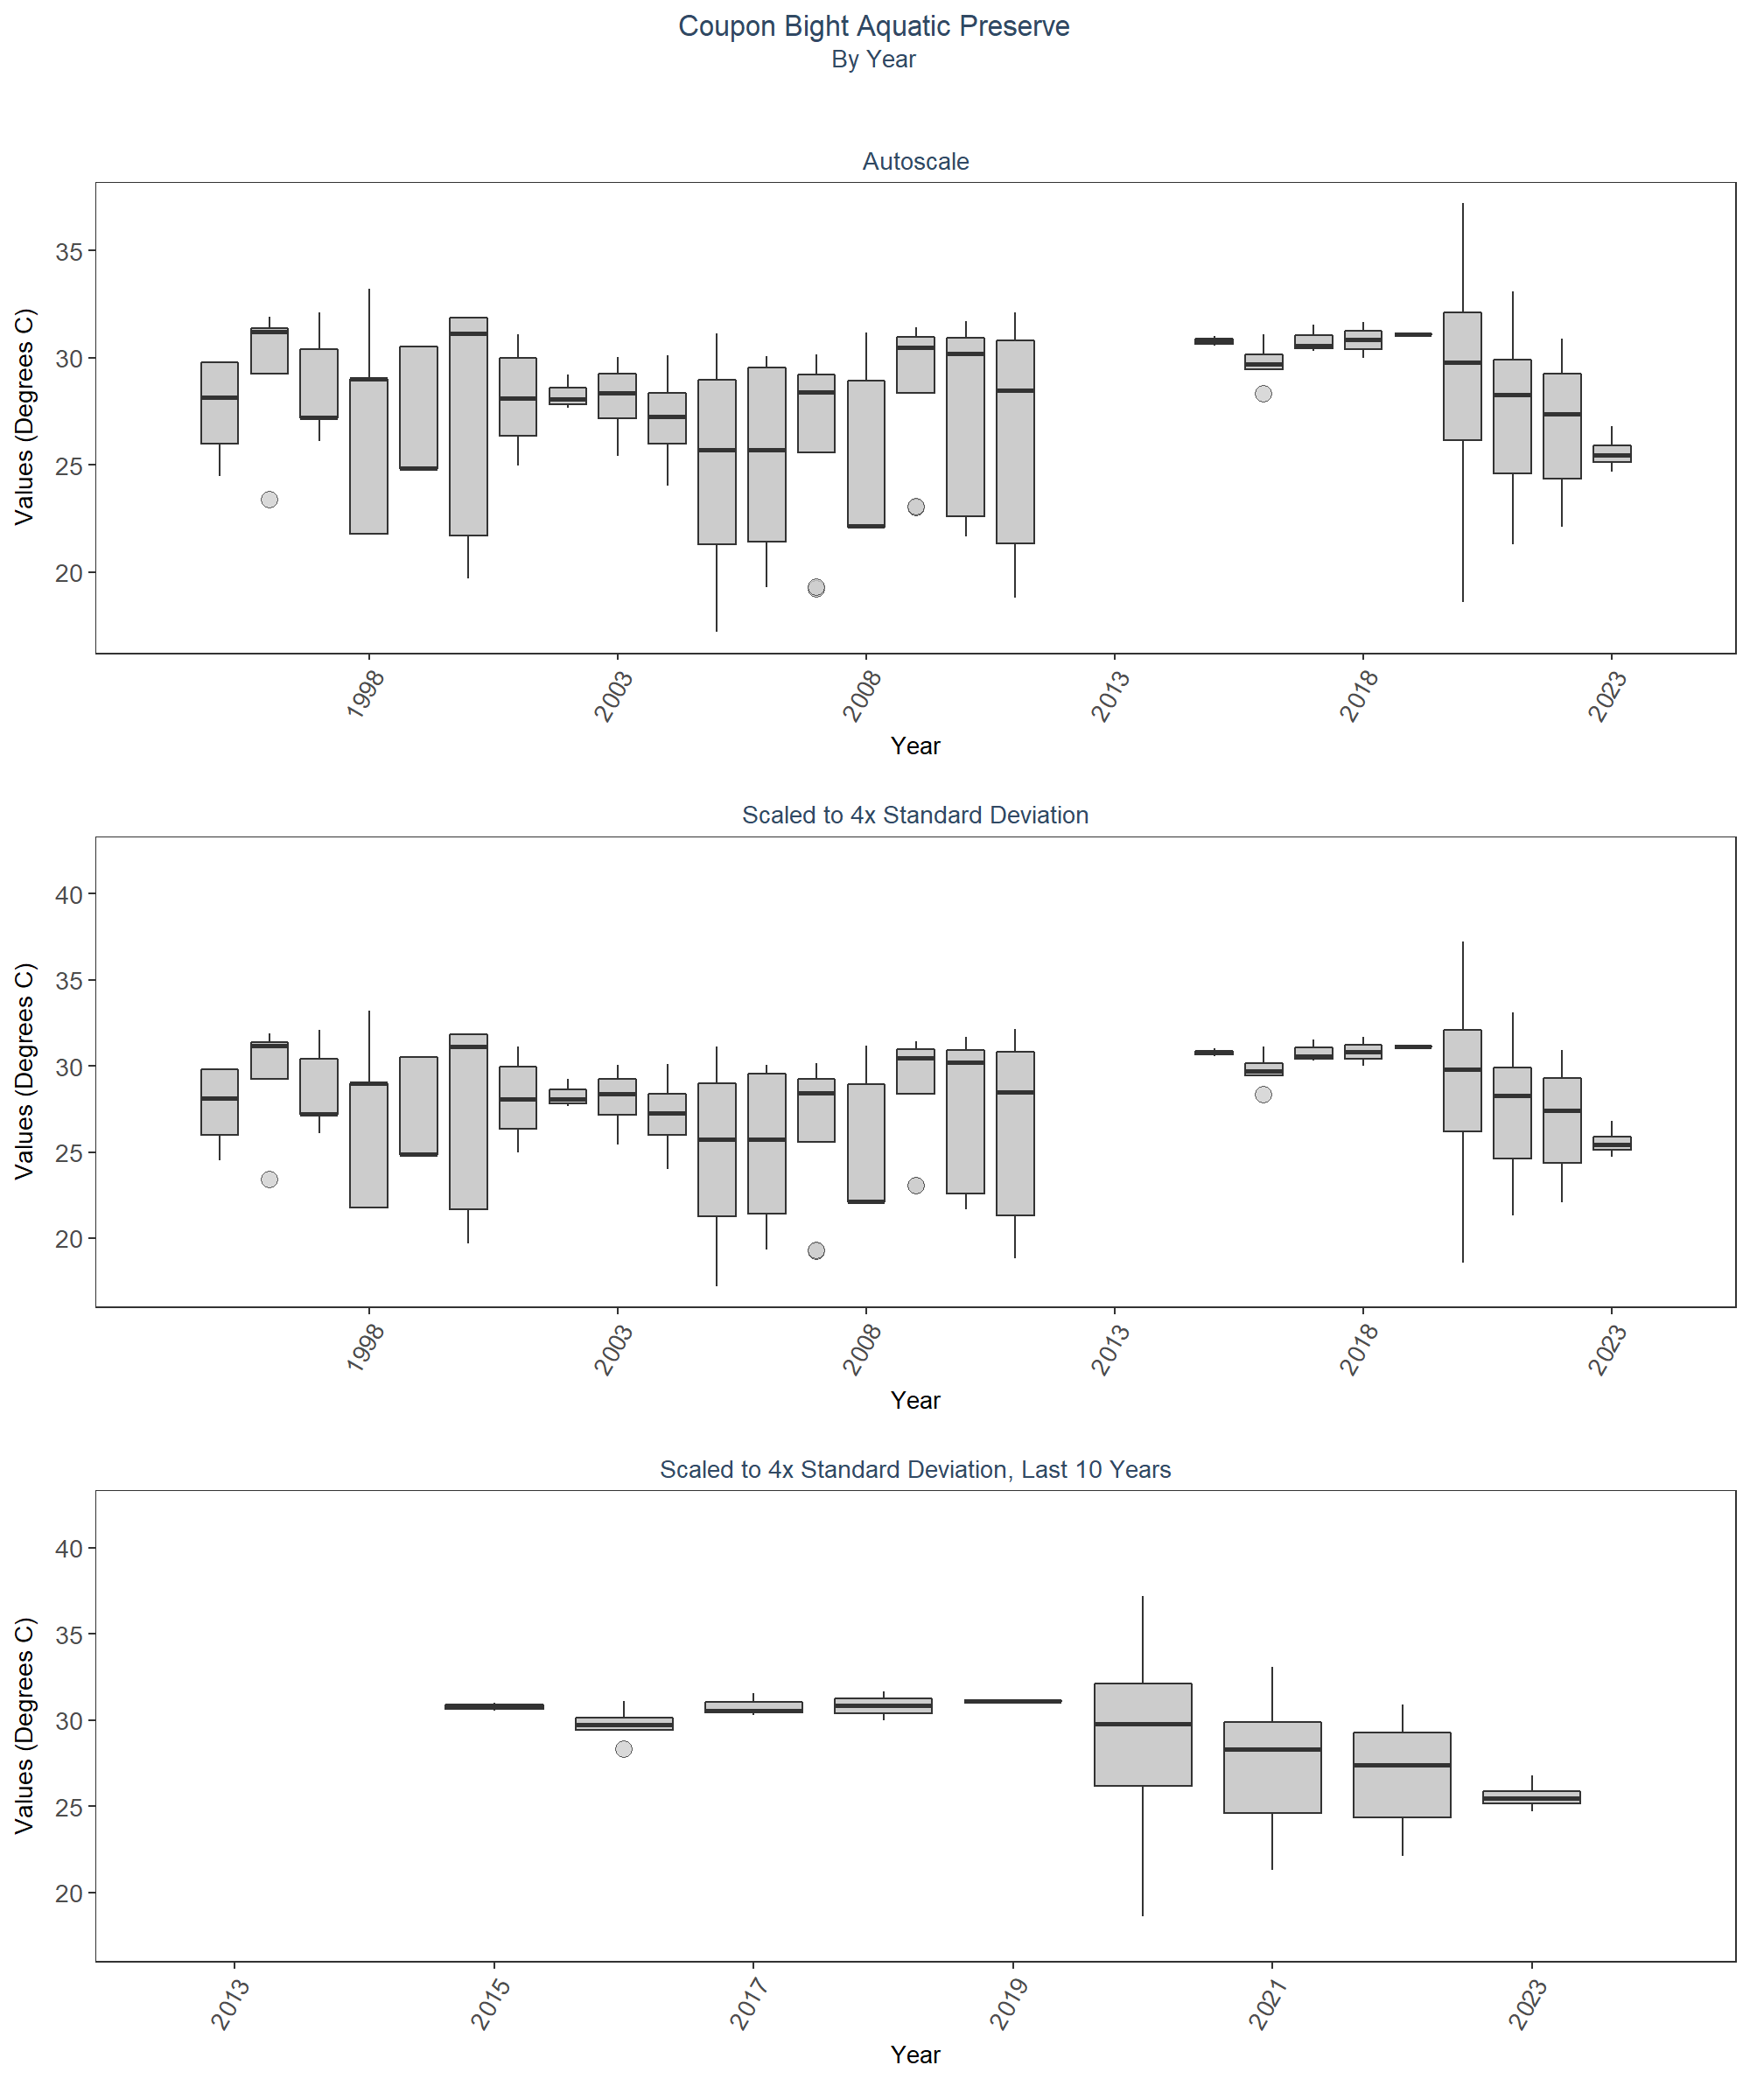 Coupon Bight Aquatic Preserve
By Year
Autoscale
Values (Degrees C)
35
30
25
20
1998
2003
2008
2013
2018
2023
Year
Scaled to 4x Standard Deviation
Values (Degrees C)
40
35
30
25
20
1998
2003
2008
2013
2018
2023
Year
Scaled to 4x Standard Deviation, Last 10 Years
Values (Degrees C)
40
35
30
25
20
2013
2015
2017
2019
2021
2023
Year